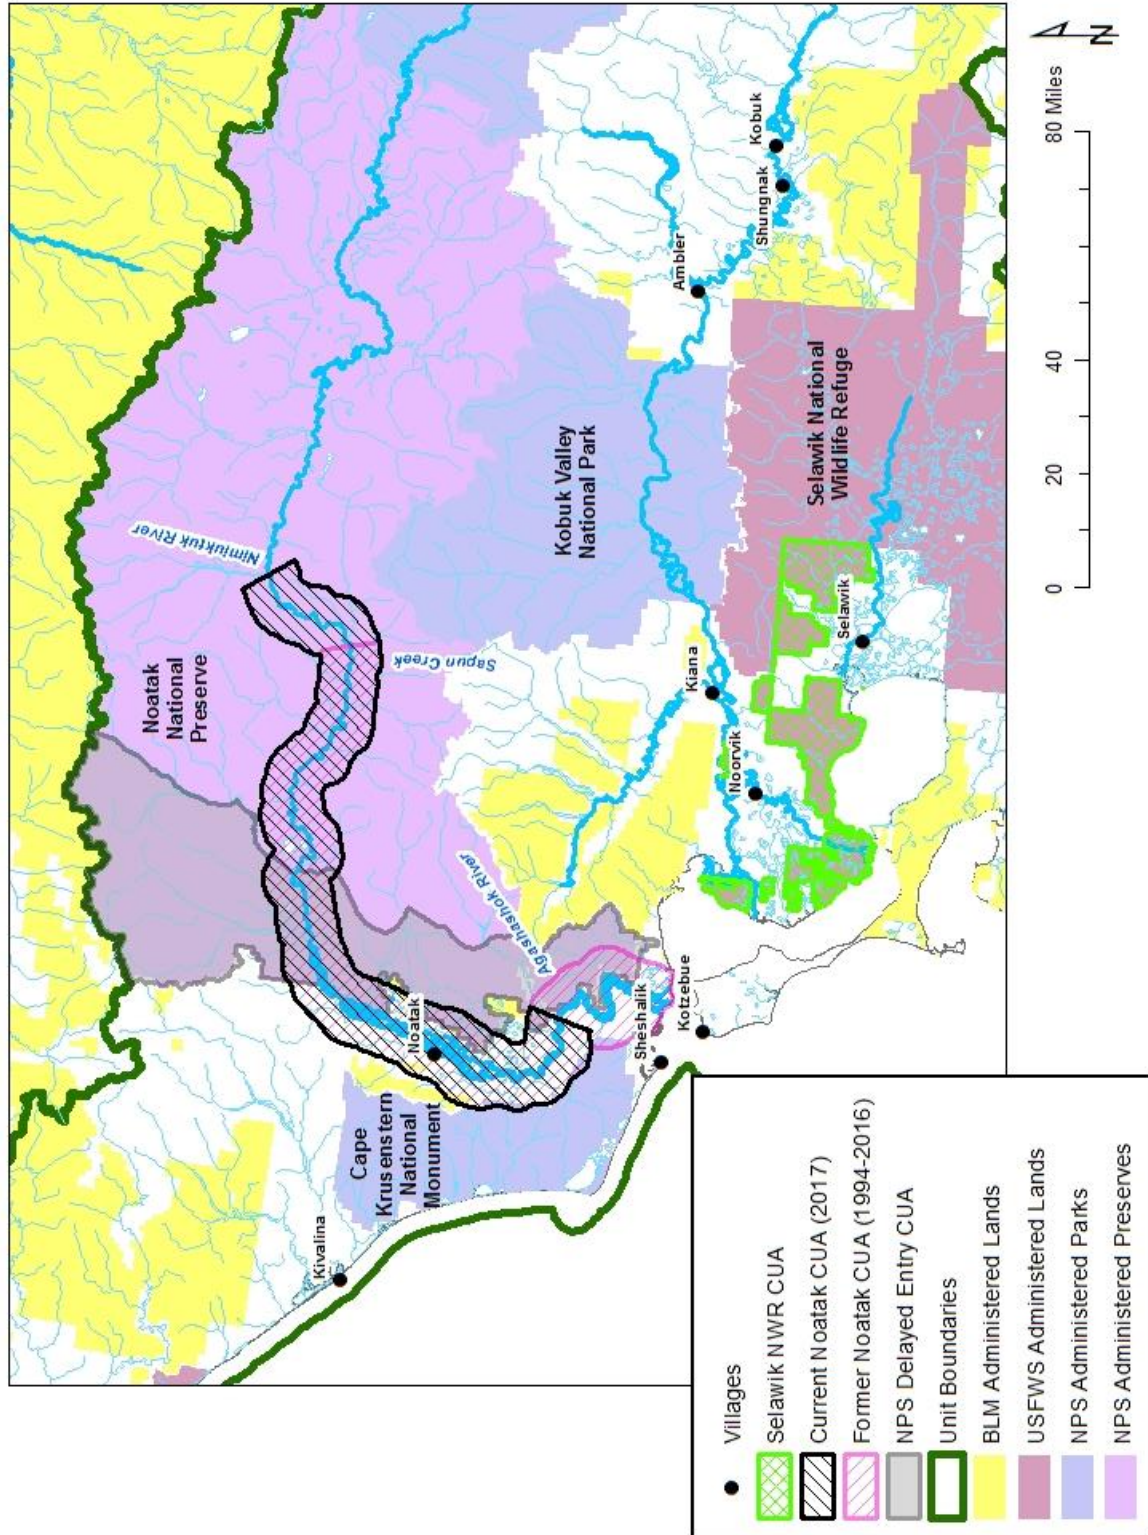 Nimiuktuk River
Noatak
National
Preserve
Sapun Creek
Agashashok River
Kobuk Valley
National Park
Selawik National
Wildlife Refuge
Cape
Krusenstern
National
Monument
Kivalina
Noatak
Sheshalik
Kotzebue
Noorvik
Kiana
Selawik
Ambler
Shungnak
Kobuk
Villages
Selawik NWR CUA
Current Noatak CUA (2017)
Former Noatak CUA (1994-2016)
NPS Delayed Entry CUA
Unit Boundaries
BLM Administered Lands
USFWS Administered Lands
NPS Administered Parks
NPS Administered Preserves
0 20 40 80 Miles
N